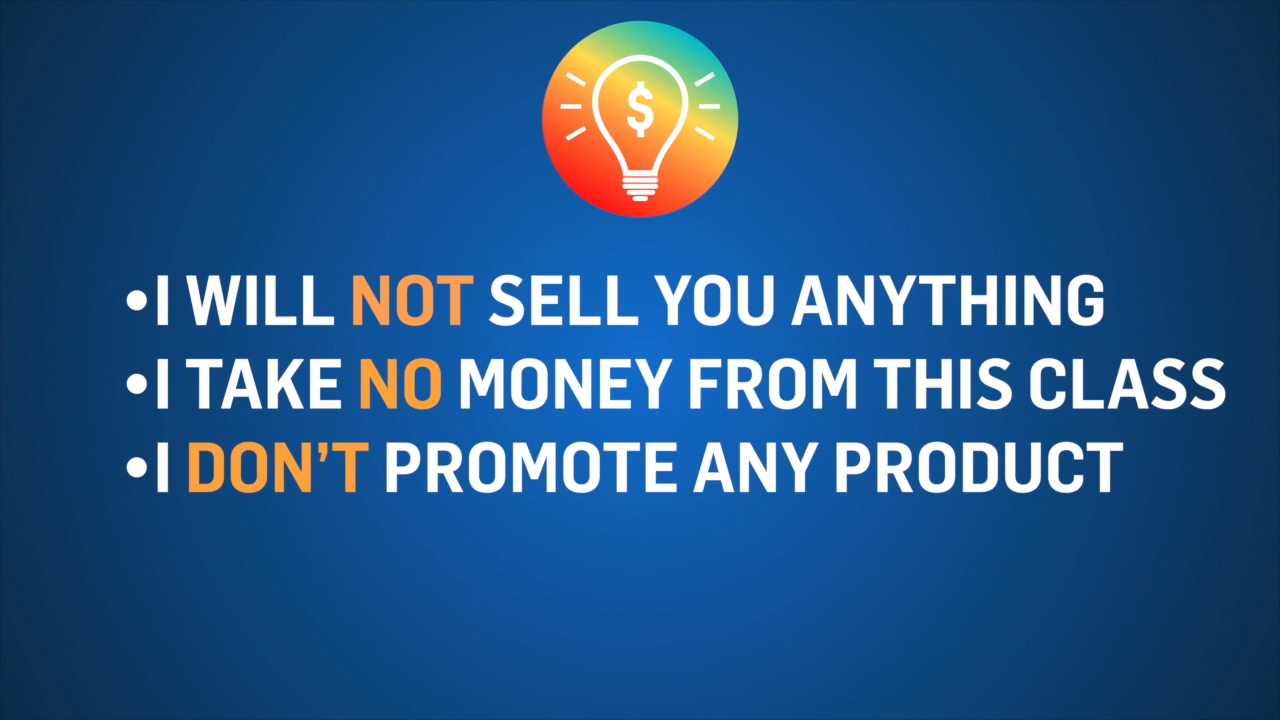 $
•I WILL NOT SELL YOU ANYTHING
•I TAKE NO MONEY FROM THIS CLASS
•I DON'T PROMOTE ANY PRODUCT